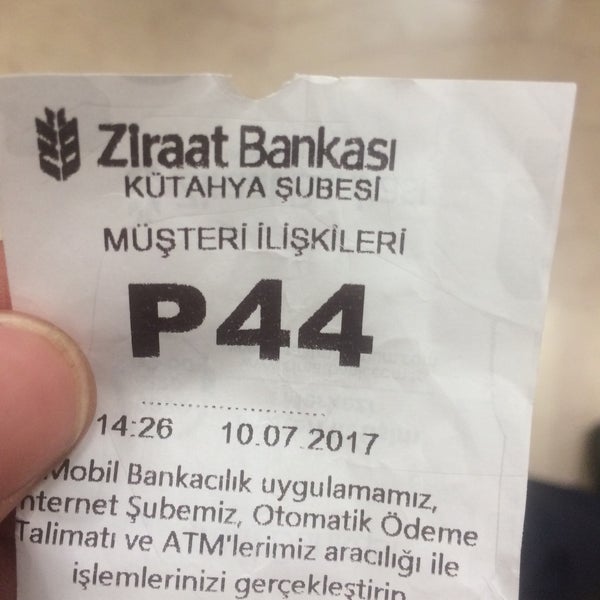 Ziraat Bankası
KÜTAHYA ŞUBESİ
MÜŞTERİ İLİŞKİLERİ
P44
14:26 10.07.2017
Mobil Bankacılık uygulamamız,
İnternet Şubemiz, Otomatik Ödeme
Talimatı ve ATM'lerimiz aracılığı ile
işlemlerinizi gerçekleştirin